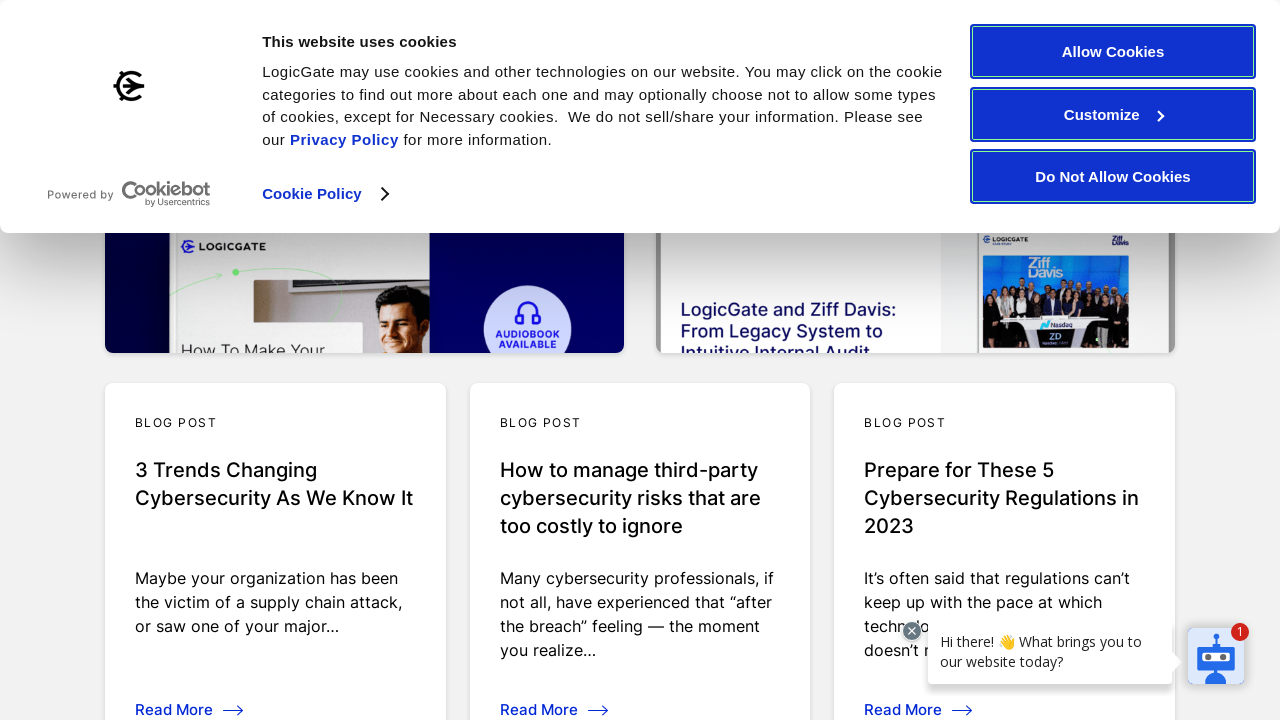 This website uses cookies
LogicGate may use cookies and other technologies on our website. You may click on the cookie
categories to find out more about each one and may optionally choose not to allow some types
of cookies, except for Necessary cookies.  We do not sell/share your information. Please see
our Privacy Policy for more information.
Powered by Cookiebot
by Usercentrics
Cookie Policy
Allow Cookies
Customize
Do Not Allow Cookies
LOGICGATE
How To Make Your
AUDIOBOOK
AVAILABLE
LogicGate and Ziff Davis:
From Legacy System to
Intuitive Internal Audit
LOGICGATE
Ziff
Davis
Nasdaq
ZD
BLOG POST
3 Trends Changing
Cybersecurity As We Know It
Maybe your organization has been
the victim of a supply chain attack,
or saw one of your major...
Read More
BLOG POST
How to manage third-party
cybersecurity risks that are
too costly to ignore
Many cybersecurity professionals, if
not all, have experienced that “after
the breach” feeling — the moment
you realize...
Read More
BLOG POST
Prepare for These 5
Cybersecurity Regulations in
2023
It’s often said that regulations can’t
keep up with the pace at which
doesn’t
Read More
Hi there! 👋 What brings you to
our website today?
1